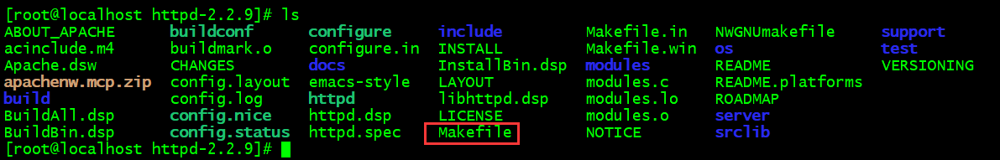 [root@localhost httpd-2.2.9]# ls
ABOUT_APACHE buildconf configure include Makefile.in NWGNUmakefile support
acinclude.m4 buildmark.o configure.in INSTALL Makefile.win os test
Apache.dsw CHANGES docs InstallBin.dsp modules README VERSIONING
apachenw.mcp.zip config.layout emacs-style LAYOUT modules.c README.platforms
build config.log httpd libhttpd.dsp modules.lo ROADMAP
BuildAll.dsp config.nice httpd.dsp LICENSE modules.o server
BuildBin.dsp config.status httpd.spec Makefile NOTICE srclib
[root@localhost httpd-2.2.9]#